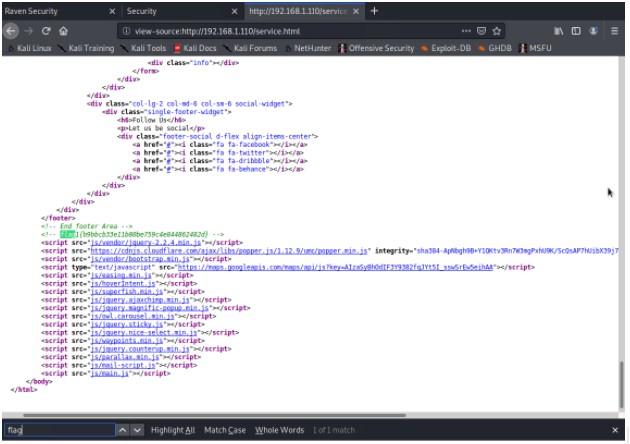 Raven Security × Security × http://192.168.1.110/service × +
view-source:http://192.168.1.110/service.html
Kali Linux Kali Training Kali Tools Kali Docs Kali Forums NetHunter Offensive Security Exploit-DB GHDB MSFU
<div class="info"></div>
</form>
</div>
</div>
</div>
<div class="col-lg-2 col-md-6 col-sm-6 social-widget">
<div class="single-footer-widget">
<h6>Follow Us</h6>
<p>Let us be social</p>
<div class="footer-social d-flex align-items-center">
<a href="#"><i class="fa fa-facebook"></i></a>
<a href="#"><i class="fa fa-twitter"></i></a>
<a href="#"><i class="fa fa-dribbble"></i></a>
<a href="#"><i class="fa fa-behance"></i></a>
</div>
</div>
</div>
</div>
</div>
</footer>
<!-- End footer Area -->
<!-- flag1{b9bbcb33e11b80be759c4e844862482d} -->
<script src="js/vendor/jquery-2.2.4.min.js"></script>
<script src="https://cdnjs.cloudflare.com/ajax/libs/popper.js/1.12.9/umd/popper.min.js" integrity="sha384-
<script src="js/vendor/bootstrap.min.js"></script>
<script type="text/javascript" src="https://maps.googleapis.com/maps/api/js?key=
<script src="js/easing.min.js"></script>
<script src="js/hoverIntent.js"></script>
<script src="js/superfish.min.js"></script>
<script src="js/jquery.ajaxchimp.min.js"></script>
<script src="js/jquery.magnific-popup.min.js"></script>
<script src="js/owl.carousel.min.js"></script>
<script src="js/jquery.sticky.js"></script>
<script src="js/jquery.nice-select.min.js"></script>
<script src="js/waypoints.min.js"></script>
<script src="js/jquery.counterup.min.js"></script>
<script src="js/parallax.min.js"></script>
<script src="js/mail-script.js"></script>
<script src="js/main.js"></script>
</body>
</html>
flag Highlight All Match Case Whole Words 1 of 1 match ×